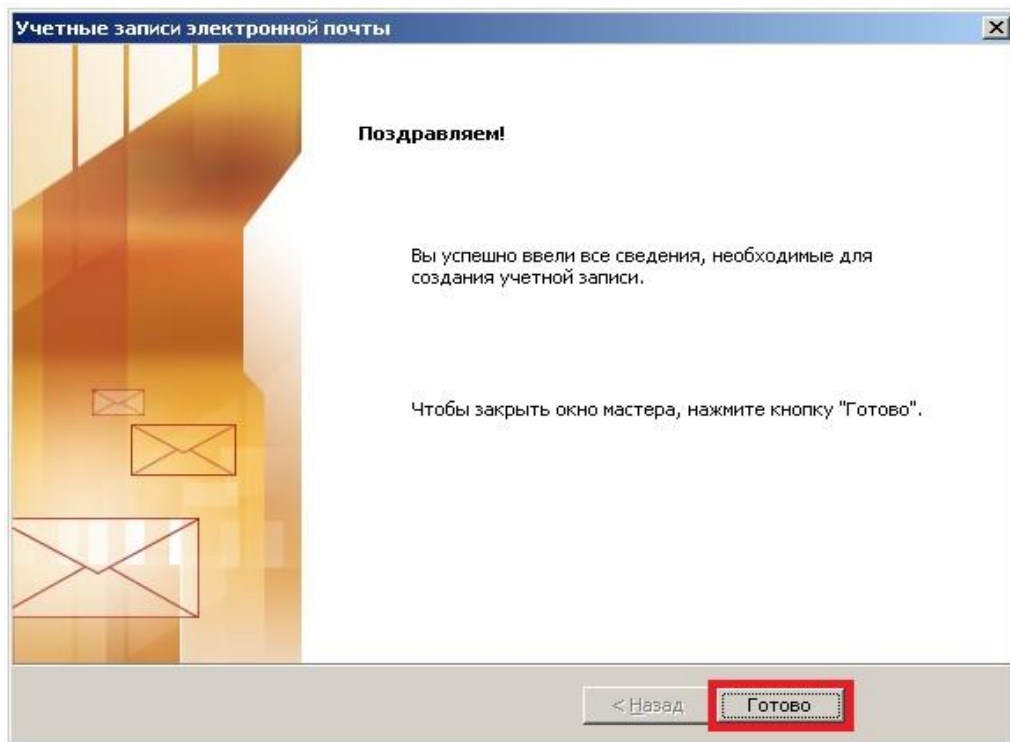 Учетные записи электронной почты
Поздравляем!
Вы успешно ввели все сведения, необходимые для
создания учетной записи.
Чтобы закрыть окно мастера, нажмите кнопку "Готово".
< Назад
Готово